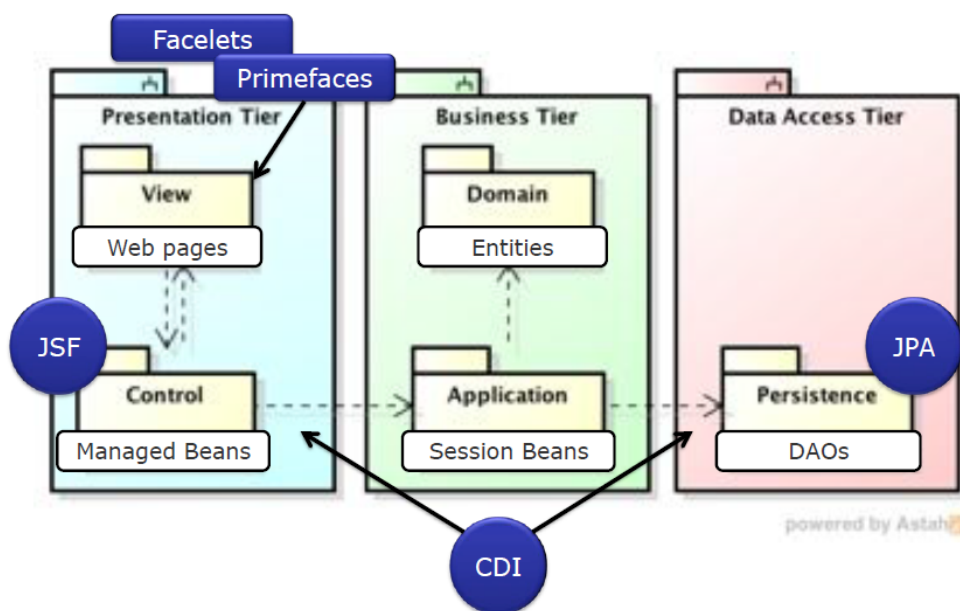 Facelets
Primefaces
Presentation Tier
Business Tier
Data Access Tier
View
Web pages
Domain
Entities
JSF
JPA
Control
Managed Beans
Application
Session Beans
Persistence
DAOs
powered by Astah
CDI